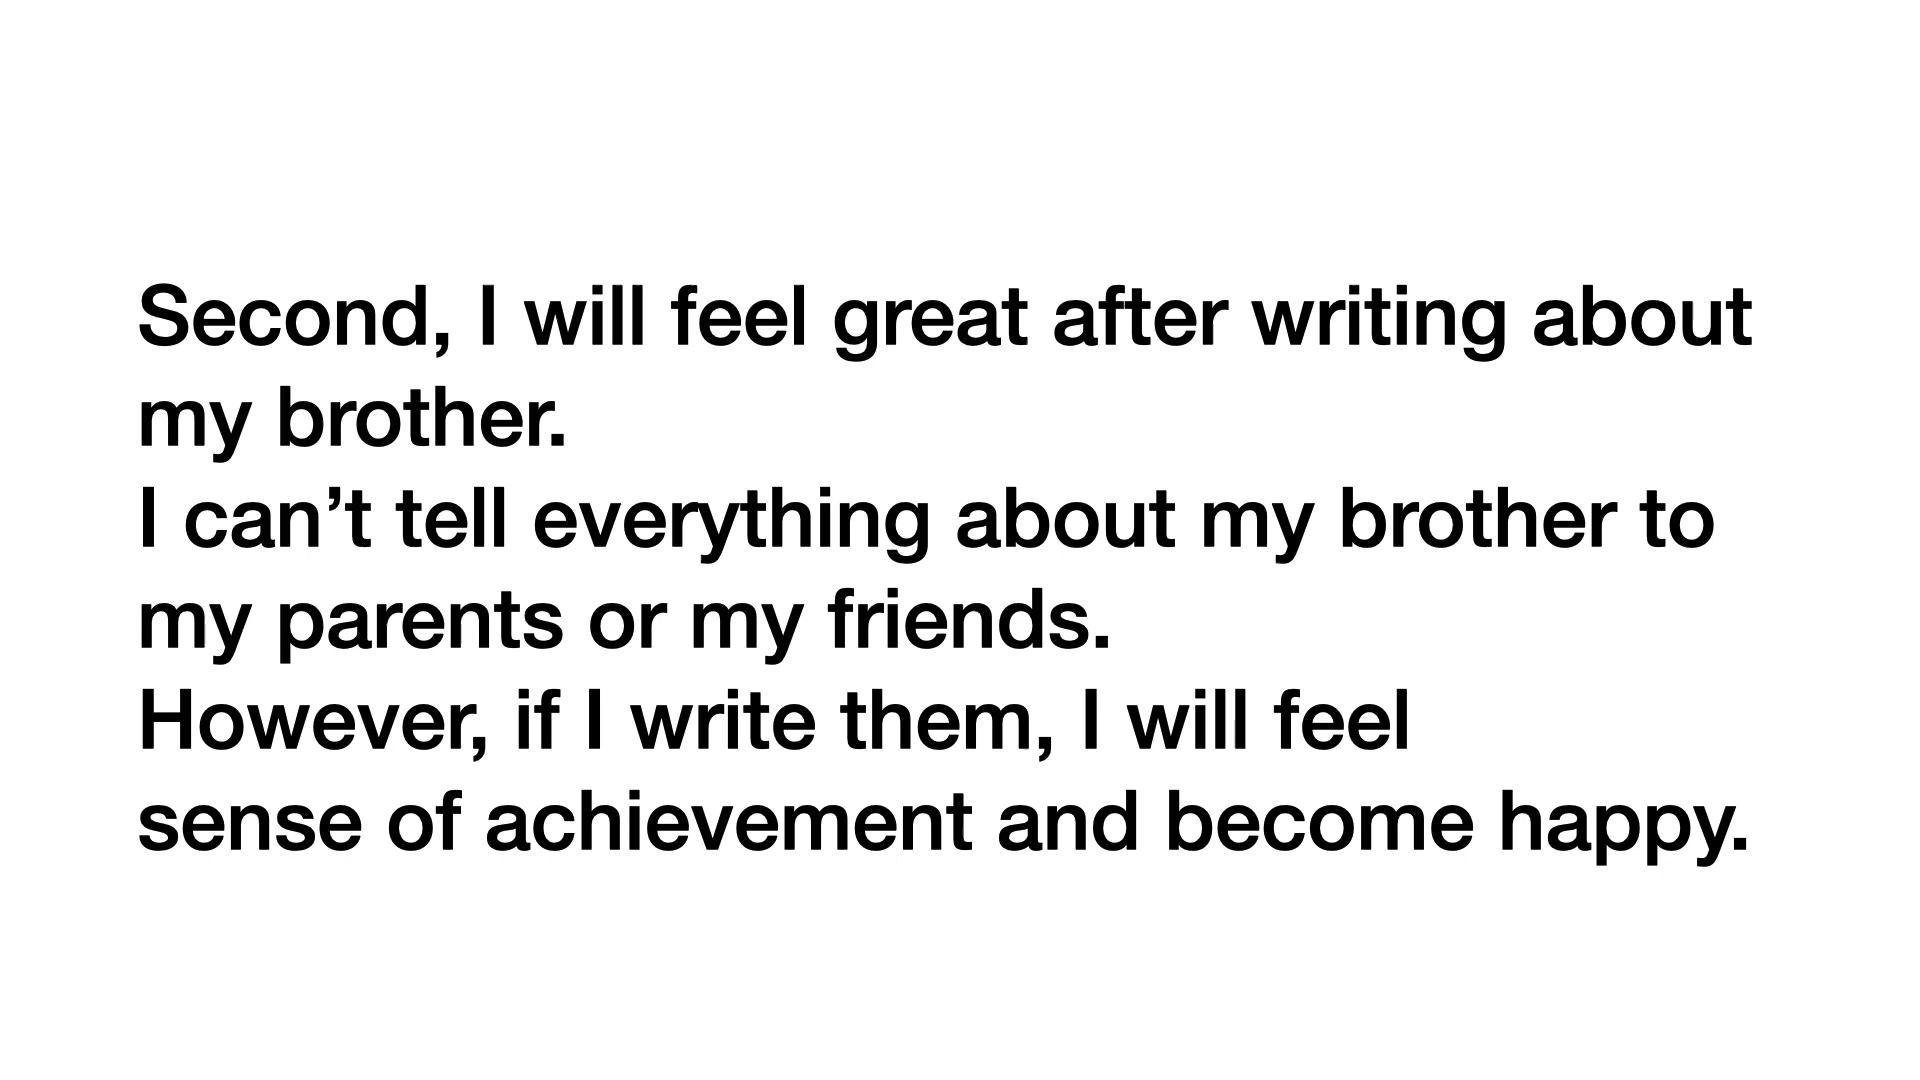 Second, I will feel great after writing about
my brother.
I can’t tell everything about my brother to
my parents or my friends.
However, if I write them, I will feel
sense of achievement and become happy.